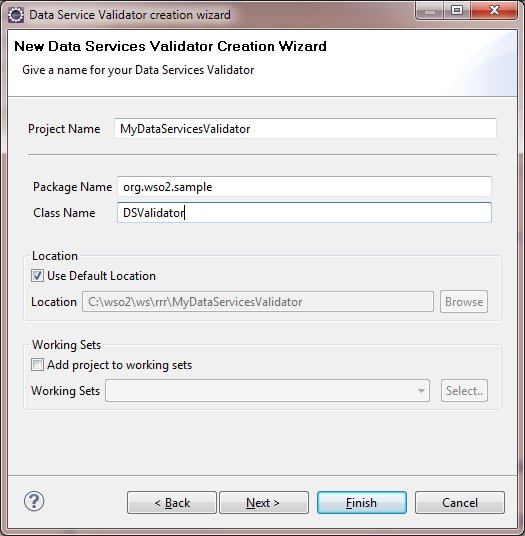 Data Service Validator creation wizard
New Data Services Validator Creation Wizard
Give a name for your Data Services Validator
Project Name MyDataServicesValidator
Package Name org.wso2.sample
Class Name DSValidator
Location
Use Default Location
Location C:\wso2\ws\rrr\MyDataServicesValidator Browse
Working Sets
Add project to working sets
Working Sets Select..
? < Back Next > Finish Cancel